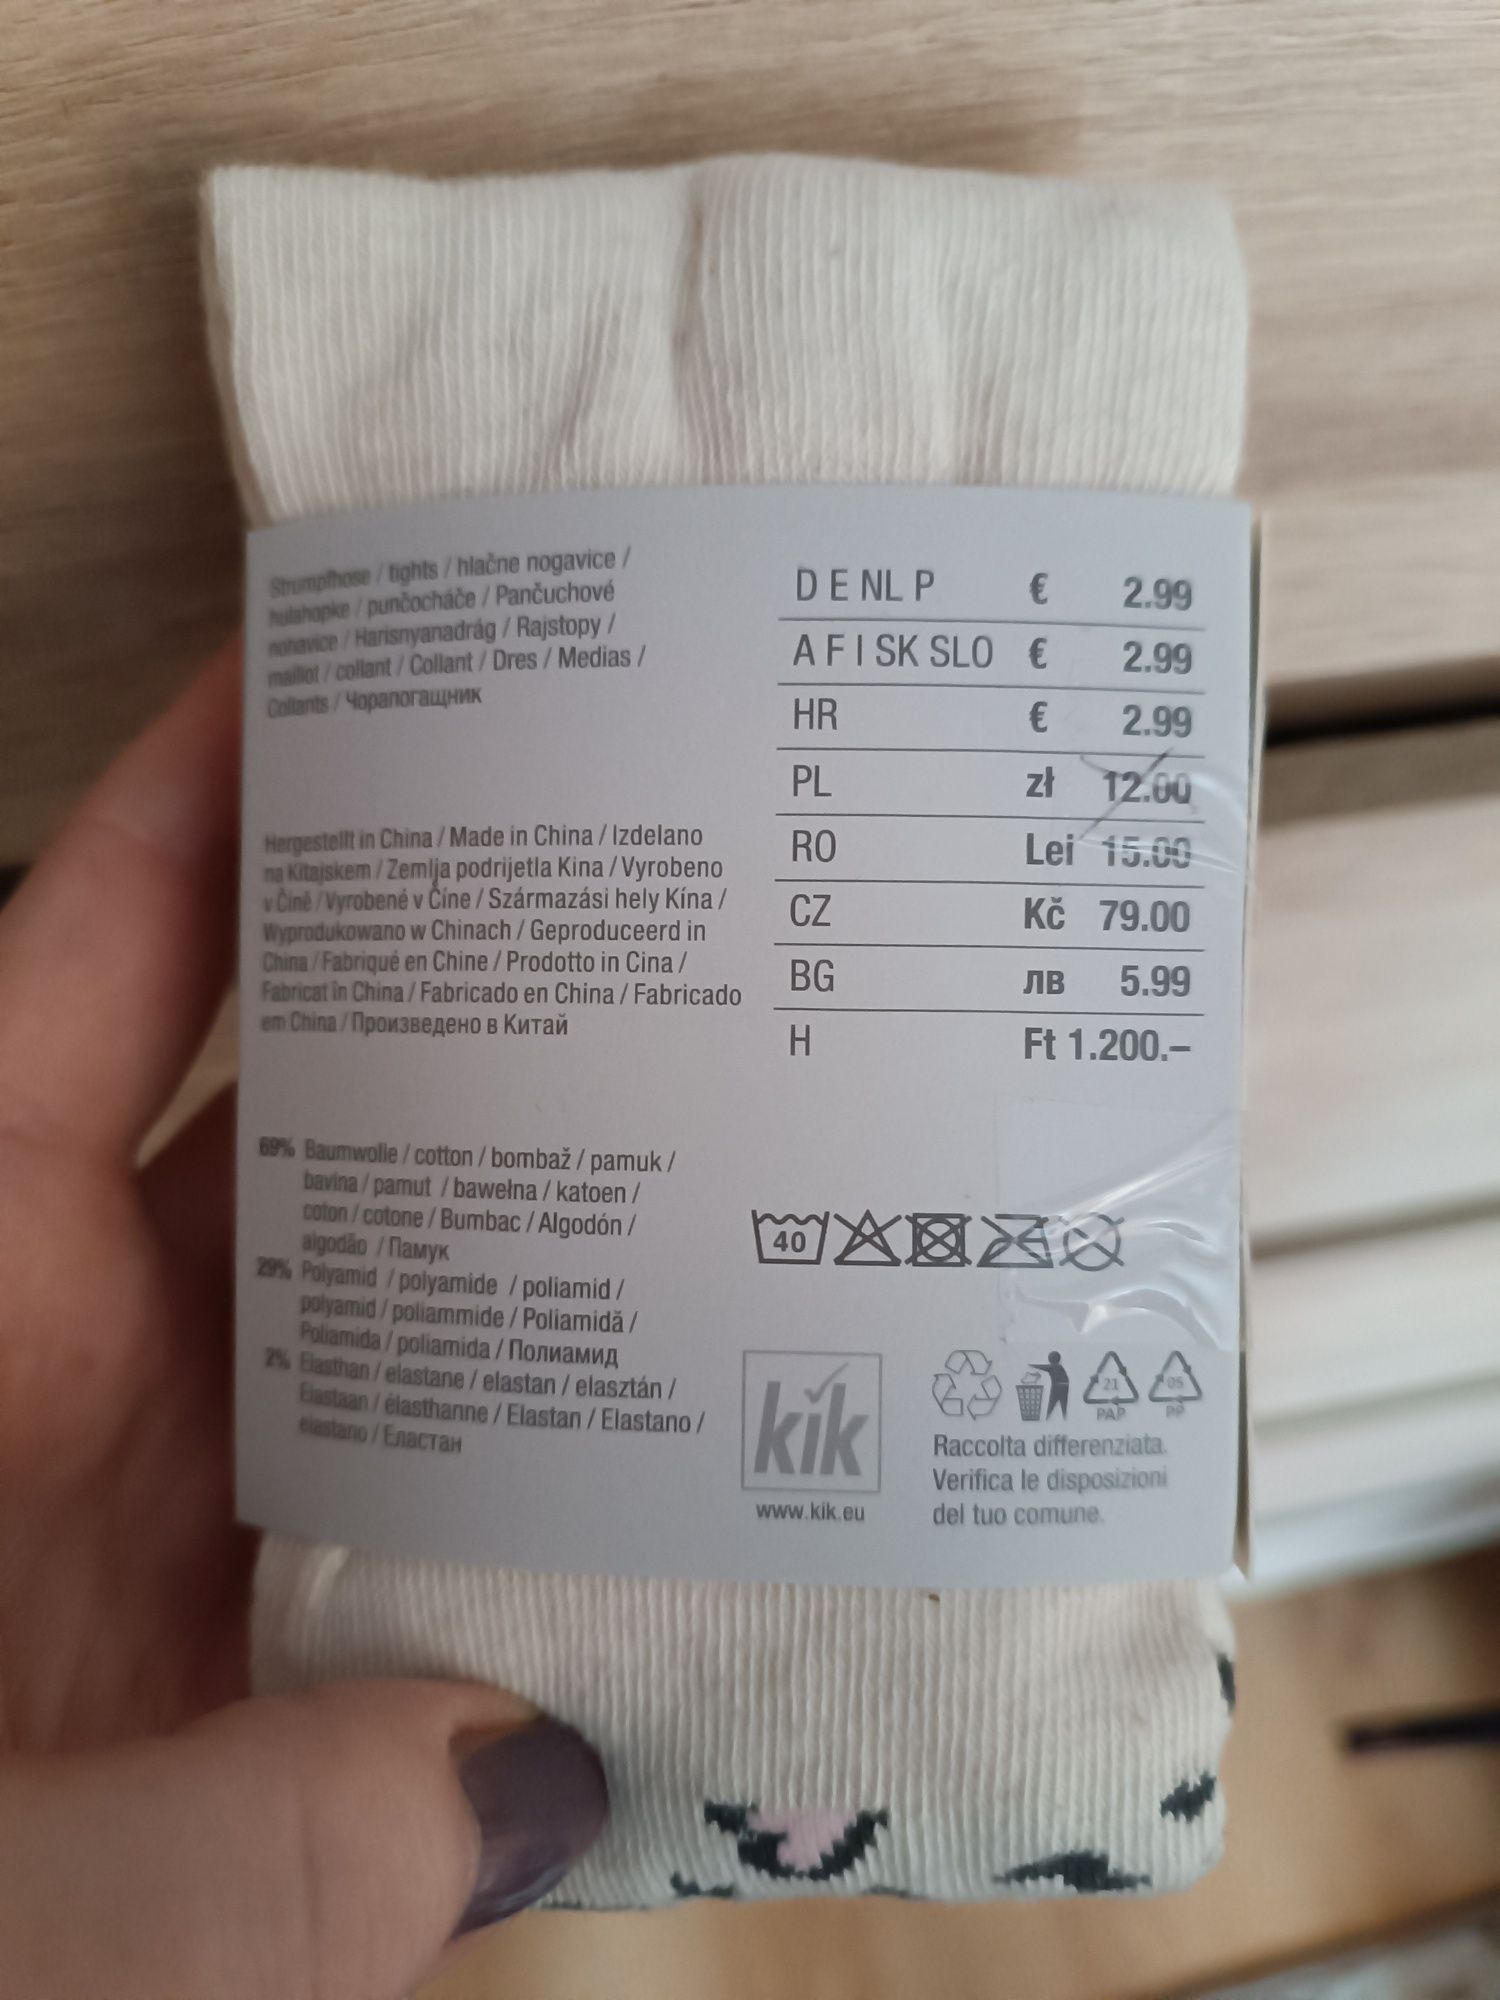 Strumpfhose / tights / hlačne nogavice /
hulahopke / punčocháče / Pančuchové
nohavice / Harisnyanadrág / Rajstopy /
maillot / collant / Collant / Dres / Medias /
Collants / Чорапогащник
Hergestellt in China / Made in China / Izdelano
na Kitajskem / Zemlja podrijetla Kina / Vyrobeno
v Čině / Vyrobené v Číne / Származási hely Kína /
Wyprodukowano w Chinach / Geproduceerd in
China / Fabriqué en Chine / Prodotto in Cina /
Fabricat în China / Fabricado en China / Fabricado
em China / Произведено в Китай
69% Baumwolle / cotton / bombaž / pamuk /
bavlna / pamut / bawełna / katoen /
coton / cotone / Bumbac / Algodón /
algodão / Памук
29% Polyamid / polyamide / poliamid /
polyamid / poliammide / Poliamidă /
Poliamida / poliamida / Полиамид
2% Elasthan / elastane / elastan / elasztán /
Elastaan / élasthanne / Elastan / Elastano /
elastano / Еластан
D E NL P € 2.99
A F I SK SLO € 2.99
HR € 2.99
PL zł 12.00
RO Lei 15.00
CZ Kč 79.00
BG лв 5.99
H Ft 1.200.–
40
kik
www.kik.eu
21 05
PAP PP
Raccolta differenziata.
Verifica le disposizioni
del tuo comune.